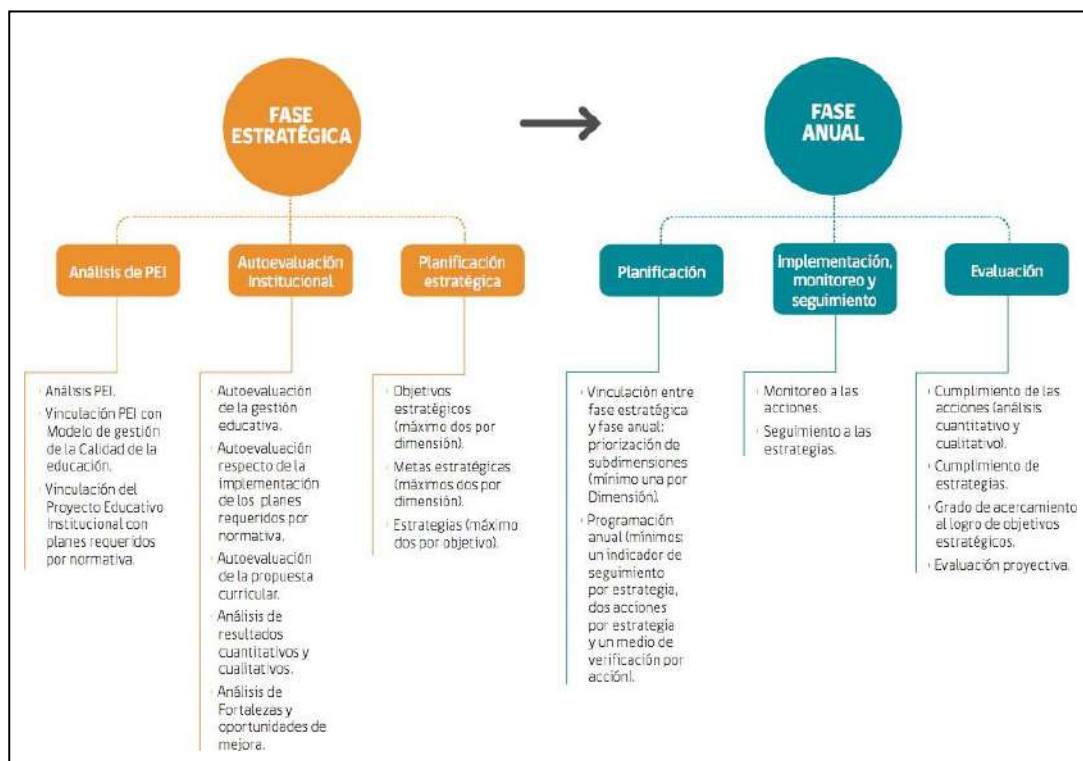 FASE
ESTRATÉGICA
FASE
ANUAL
Análisis de PEI
Autoevaluación
Institucional
Planificación
estratégica
Planificación
Implementación,
monitoreo y
seguimiento
Evaluación
· Análisis PEI.
· Vinculación PEI con
Modelo de gestión
de la Calidad de la
educación.
· Vinculación del
Proyecto Educativo
Institucional con
planes requeridos
por normativa.
· Autoevaluación
de la gestión
educativa.
· Autoevaluación
respecto de la
implementación
de los planes
requeridos por
normativa.
· Autoevaluación
de la propuesta
curricular.
· Análisis de
resultados
cuantitativos y
cualitativos.
· Análisis de
Fortalezas y
oportunidades de
mejora.
· Objetivos
estratégicos
(máximo dos por
dimensión).
· Metas estratégicas
(máximos dos por
dimensión).
· Estrategias (máximo
dos por objetivo).
· Vinculación entre
fase estratégica
y fase anual:
priorización de
subdimensiones
(mínimo una por
Dimensión).
· Programación
anual (mínimos:
un indicador de
seguimiento
por estrategia,
dos acciones
por estrategia
y un medio de
verificación por
acción).
· Monitoreo a las
acciones.
· Seguimiento a las
estrategias.
· Cumplimiento de las
acciones (análisis
cuantitativo y
cualitativo).
· Cumplimiento de
estrategias.
· Grado de acercamiento
al logro de objetivos
estratégicos.
· Evaluación proyectiva.